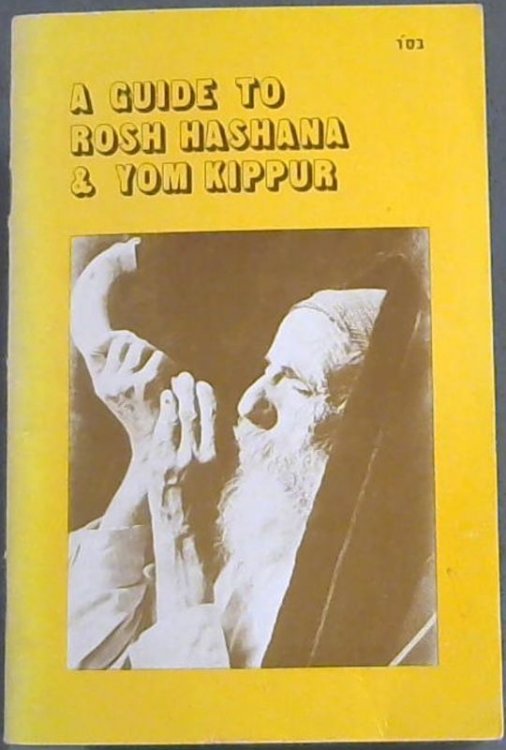 בס"ד
A GUIDE TO
ROSH HASHANA
& YOM KIPPUR